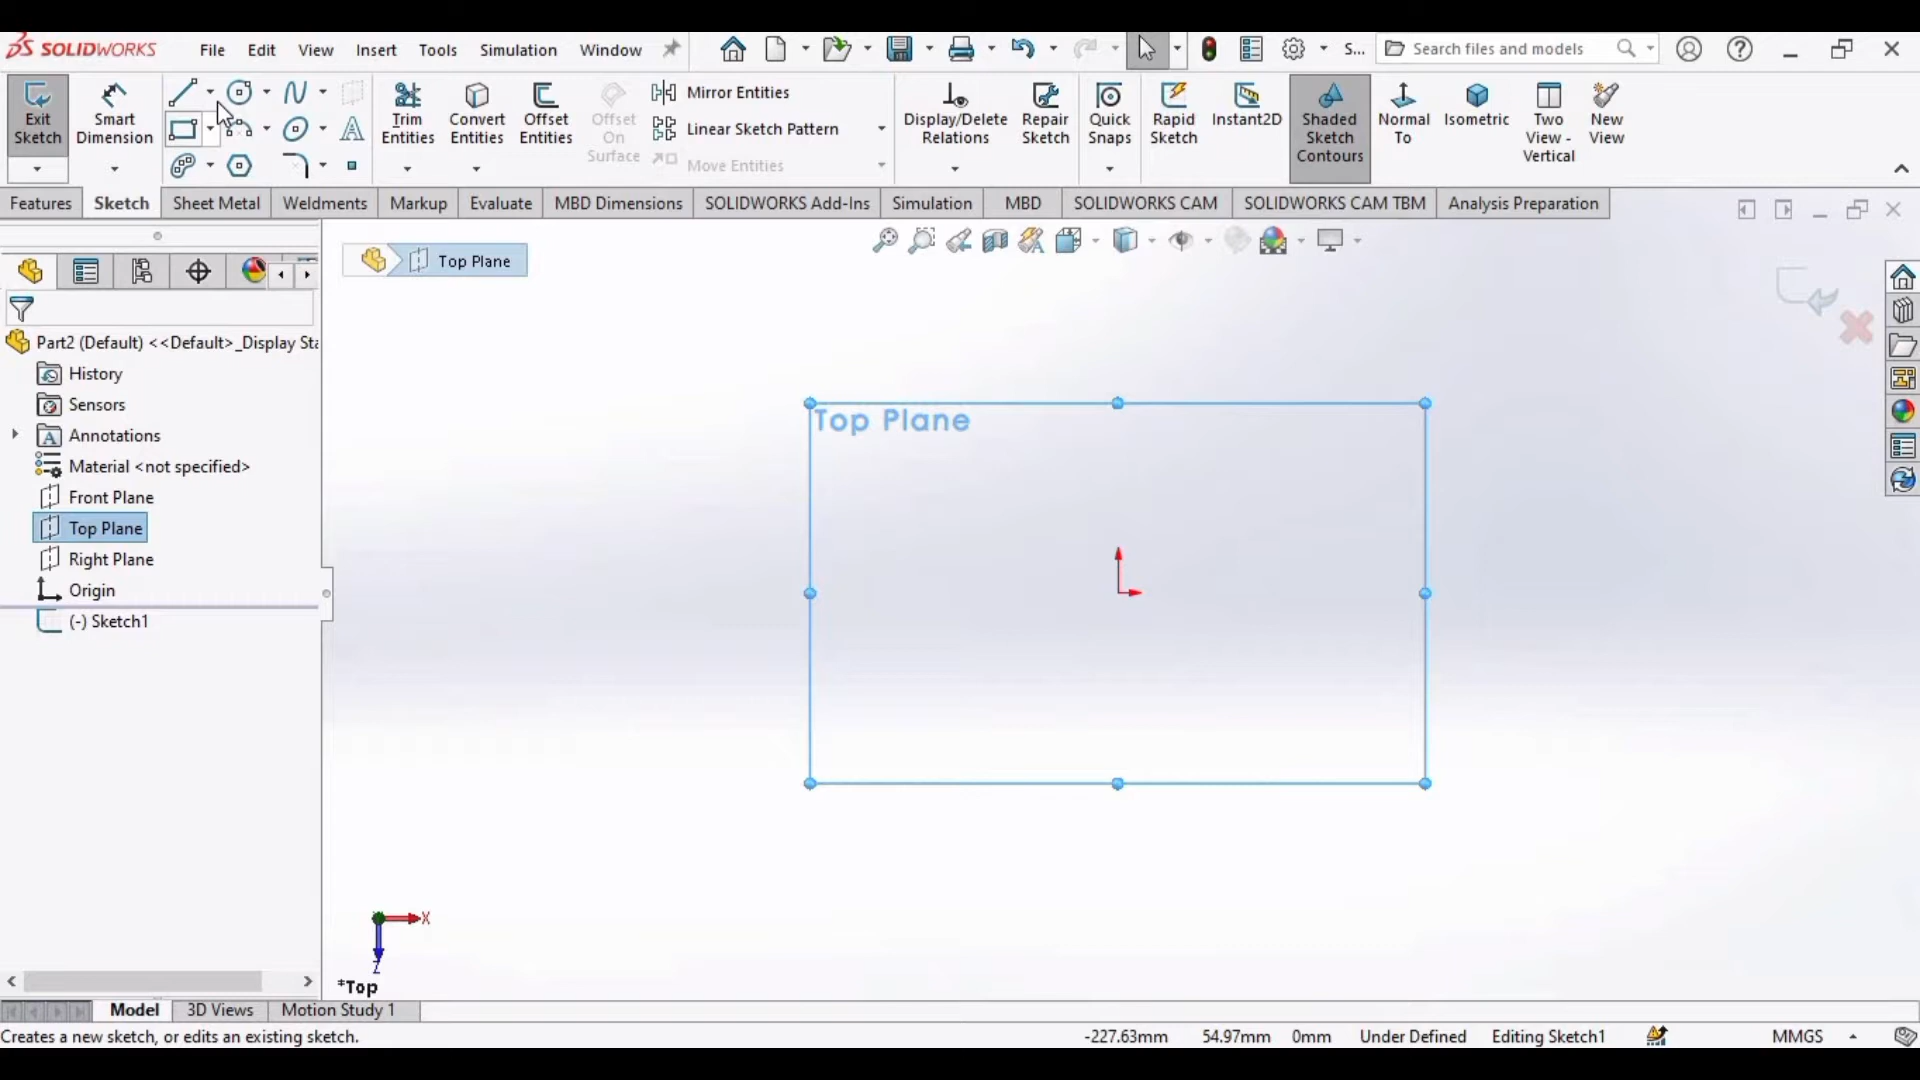 SOLIDWORKS File Edit View Insert Tools Simulation Window S... Search files and models
Exit Sketch
Smart Dimension
Trim Entities
Convert Entities
Offset Entities
Offset On Surface
Mirror Entities
Linear Sketch Pattern
Move Entities
Display/Delete Relations
Repair Sketch
Quick Snaps
Rapid Sketch
Instant2D
Shaded Sketch Contours
Normal To
Isometric
Two View - Vertical
New View
Features Sketch Sheet Metal Weldments Markup Evaluate MBD Dimensions SOLIDWORKS Add-Ins Simulation MBD SOLIDWORKS CAM SOLIDWORKS CAM TBM Analysis Preparation
Top Plane
Part2 (Default) <<Default>_Display Sta
History
Sensors
Annotations
Material <not specified>
Front Plane
Top Plane
Right Plane
Origin
(-) Sketch1
Top Plane
X
Z
*Top
Model 3D Views Motion Study 1
Creates a new sketch, or edits an existing sketch. -227.63mm 54.97mm 0mm Under Defined Editing Sketch1 MMGS